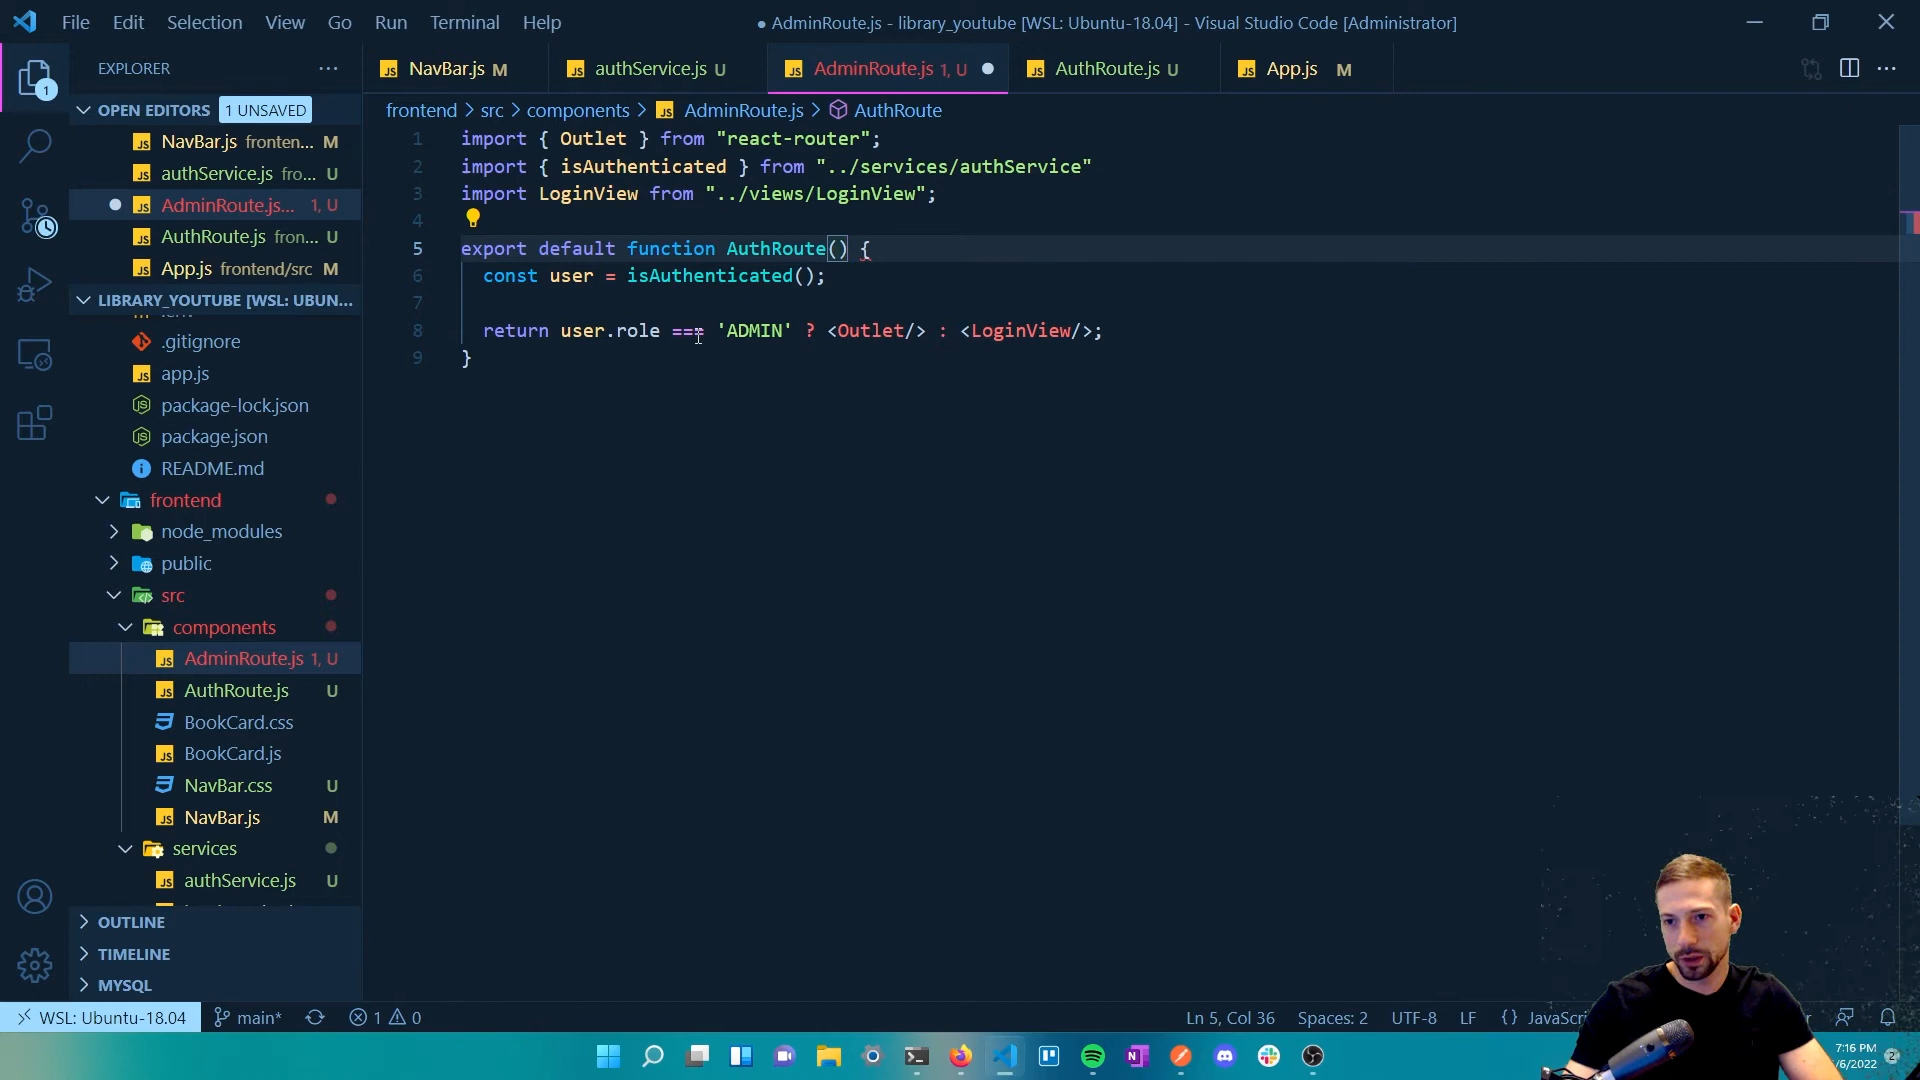 File Edit Selection View Go Run Terminal Help
● AdminRoute.js - library_youtube [WSL: Ubuntu-18.04] - Visual Studio Code [Administrator]
EXPLORER
NavBar.js M
authService.js U
AdminRoute.js 1, U
AuthRoute.js U
App.js M
OPEN EDITORS 1 UNSAVED
NavBar.js fronten... M
authService.js fro... U
AdminRoute.js... 1, U
AuthRoute.js fron... U
App.js frontend/src M
LIBRARY_YOUTUBE [WSL: UBUN...
.gitignore
app.js
package-lock.json
package.json
README.md
frontend
node_modules
public
src
components
AdminRoute.js 1, U
AuthRoute.js U
BookCard.css
BookCard.js
NavBar.css U
NavBar.js M
services
authService.js U
OUTLINE
TIMELINE
MYSQL
frontend > src > components > AdminRoute.js > AuthRoute
1 import { Outlet } from "react-router";
2 import { isAuthenticated } from "../services/authService"
3 import LoginView from "../views/LoginView";
4
5 export default function AuthRoute() {
6 const user = isAuthenticated();
7
8 return user.role === 'ADMIN' ? <Outlet/> : <LoginView/>;
9 }
WSL: Ubuntu-18.04 main* 1 0
Ln 5, Col 36 Spaces: 2 UTF-8 LF {} JavaScri
7:16 PM
/6/2022
2